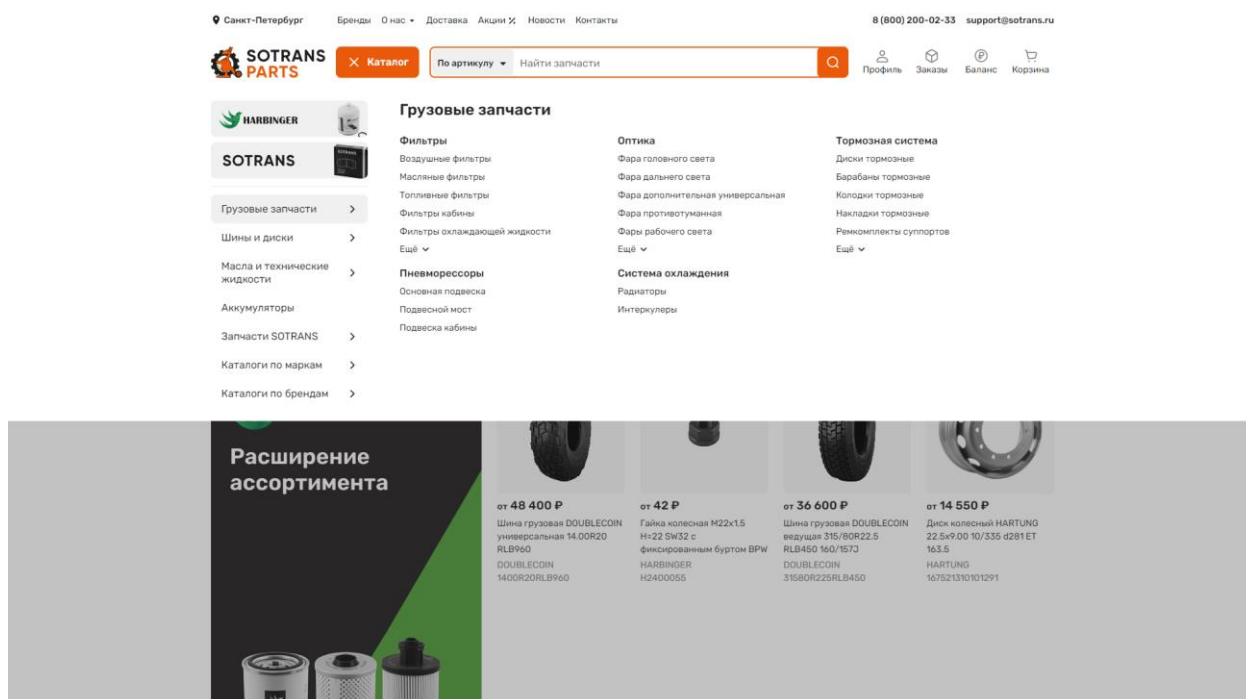 Санкт-Петербург Бренды О нас Доставка Акции % Новости Контакты 8 (800) 200-02-33 support@sotrans.ru
SOTRANS
PARTS
Каталог
По артикулу
Найти запчасти
Профиль
Заказы
Баланс
Корзина
HARBINGER
SOTRANS
Грузовые запчасти
Шины и диски
Масла и технические
жидкости
Аккумуляторы
Запчасти SOTRANS
Каталоги по маркам
Каталоги по брендам
Грузовые запчасти
Фильтры
Воздушные фильтры
Масляные фильтры
Топливные фильтры
Фильтры кабины
Фильтры охлаждающей жидкости
Ещё
Пневморессоры
Основная подвеска
Подвесной мост
Подвеска кабины
Оптика
Фара головного света
Фара дальнего света
Фара дополнительная универсальная
Фара противотуманная
Фары рабочего света
Ещё
Система охлаждения
Радиаторы
Интеркулеры
Тормозная система
Диски тормозные
Барабаны тормозные
Колодки тормозные
Накладки тормозные
Ремкомплекты суппортов
Ещё
Расширение
ассортимента
от 48 400 ₽
Шина грузовая DOUBLECOIN
универсальная 14.00R20
RLB960
DOUBLECOIN
1400R20RLB960
от 42 ₽
Гайка колесная M22x1.5
H=22 SW32 с
фиксированным буртом BPW
HARBINGER
H2400055
от 36 600 ₽
Шина грузовая DOUBLECOIN
ведущая 315/80R22.5
RLB450 160/157J
DOUBLECOIN
31580R225RLB450
от 14 550 ₽
Диск колесный HARTUNG
22.5x9.00 10/335 d281 ET
163.5
HARTUNG
167521310101291